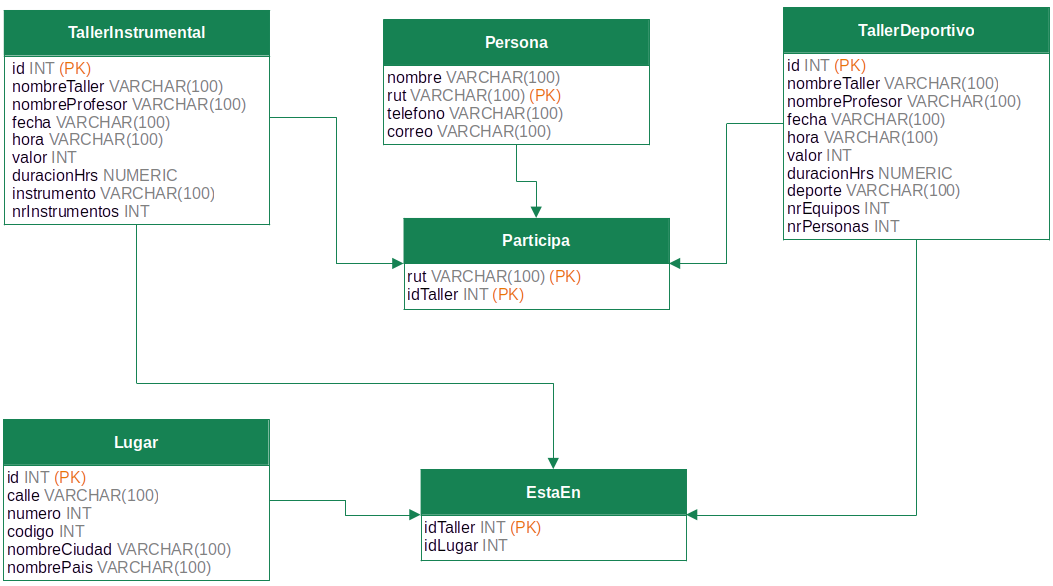 TallerInstrumental
id INT (PK)
nombreTaller VARCHAR(100)
nombreProfesor VARCHAR(100)
fecha VARCHAR(100)
hora VARCHAR(100)
valor INT
duracionHrs NUMERIC
instrumento VARCHAR(100)
nrInstrumentos INT
Persona
nombre VARCHAR(100)
rut VARCHAR(100) (PK)
telefono VARCHAR(100)
correo VARCHAR(100)
TallerDeportivo
id INT (PK)
nombreTaller VARCHAR(100)
nombreProfesor VARCHAR(100)
fecha VARCHAR(100)
hora VARCHAR(100)
valor INT
duracionHrs NUMERIC
deporte VARCHAR(100)
nrEquipos INT
nrPersonas INT
Participa
rut VARCHAR(100) (PK)
idTaller INT (PK)
Lugar
id INT (PK)
calle VARCHAR(100)
numero INT
codigo INT
nombreCiudad VARCHAR(100)
nombrePais VARCHAR(100)
EstaEn
idTaller INT (PK)
idLugar INT